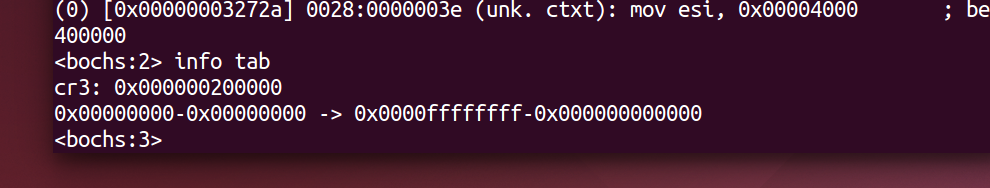 (0) [0x00000003272a] 0028:0000003e (unk. ctxt): mov esi, 0x00004000 ; be
400000
<bochs:2> info tab
cr3: 0x000000200000
0x00000000-0x00000000 -> 0x0000ffffffff-0x000000000000
<bochs:3>